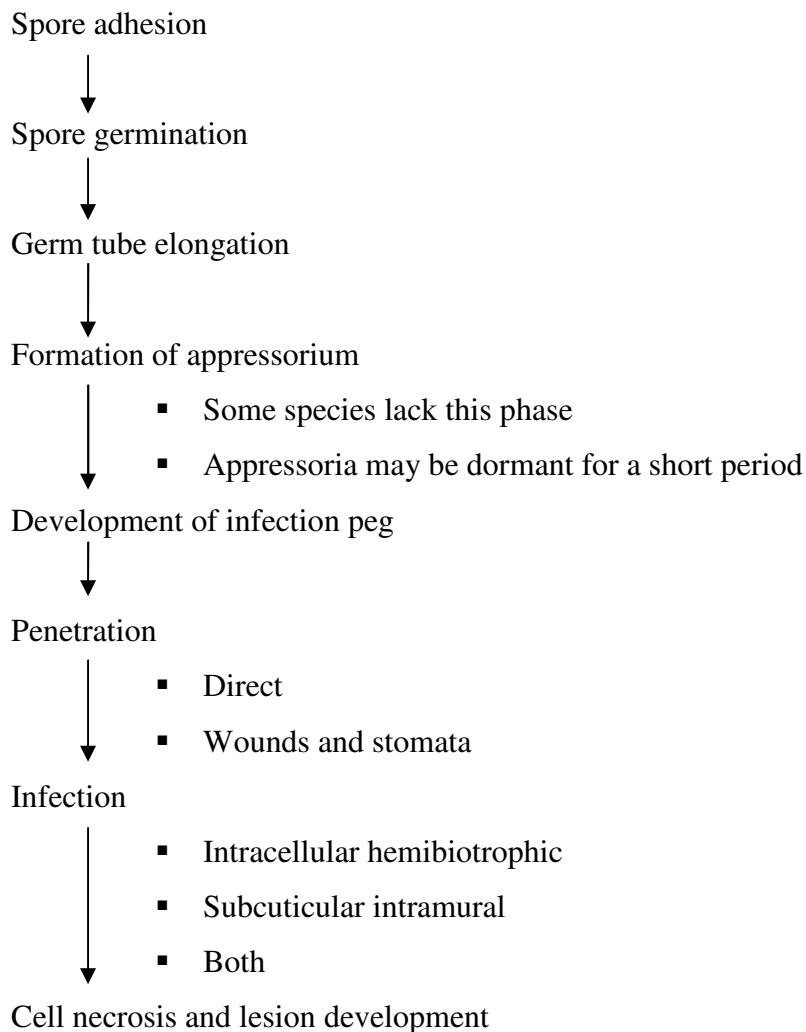 Spore adhesion
Spore germination
Germ tube elongation
Formation of appressorium
▪ Some species lack this phase
▪ Appressoria may be dormant for a short period
Development of infection peg
Penetration
▪ Direct
▪ Wounds and stomata
Infection
▪ Intracellular hemibiotrophic
▪ Subcuticular intramural
▪ Both
Cell necrosis and lesion development